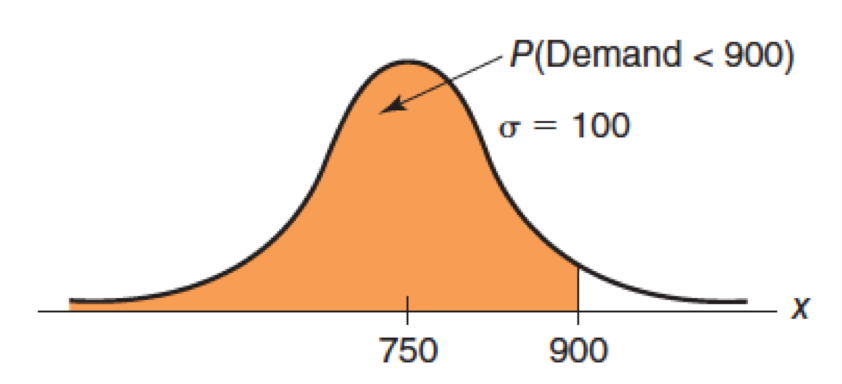 P(Demand < 900)
σ = 100
x
750 900